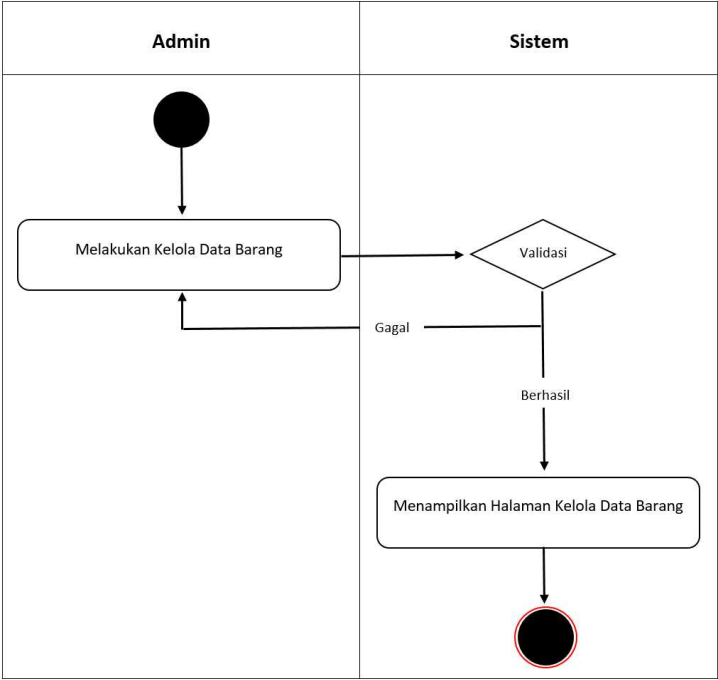 Admin
Sistem
Melakukan Kelola Data Barang
Validasi
Gagal
Berhasil
Menampilkan Halaman Kelola Data Barang